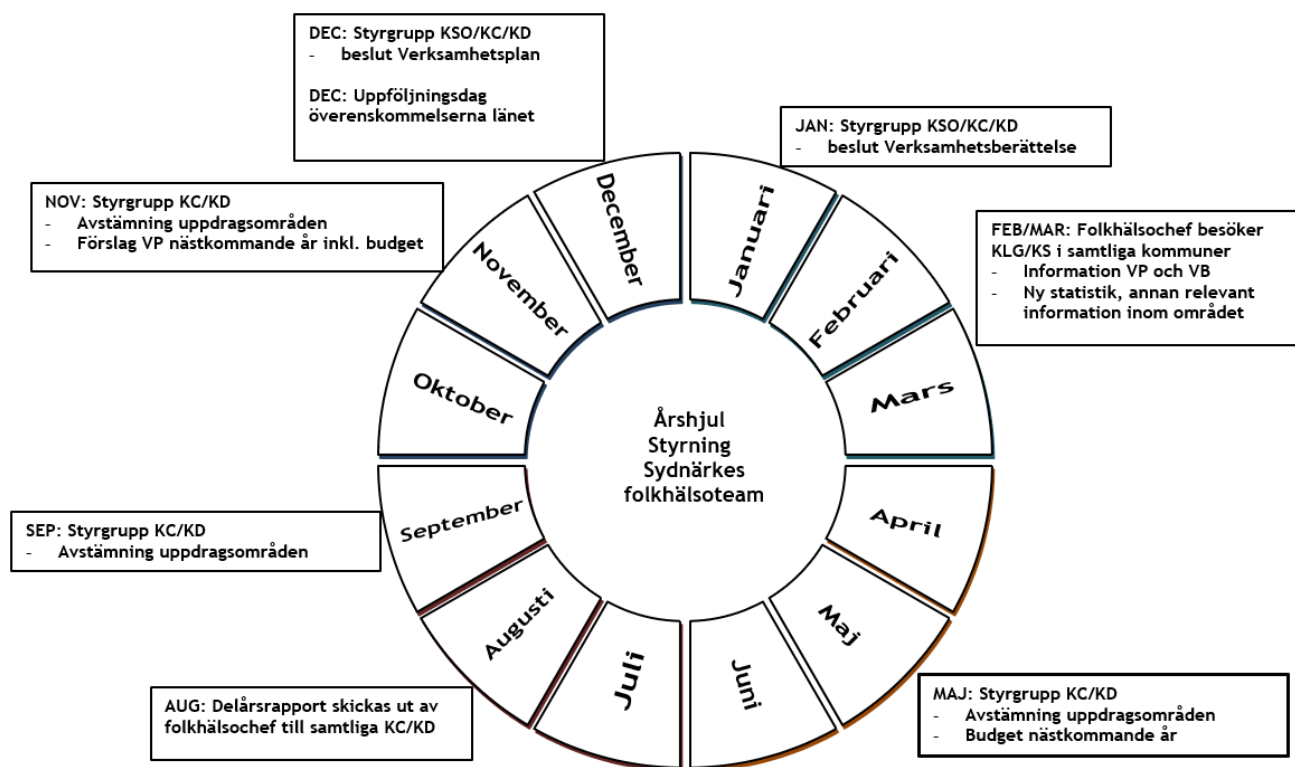 DEC: Styrgrupp KSO/KC/KD
- beslut Verksamhetsplan
DEC: Uppföljningsdag
överenskommelserna länet
JAN: Styrgrupp KSO/KC/KD
- beslut Verksamhetsberättelse
NOV: Styrgrupp KC/KD
- Avstämning uppdragsområden
- Förslag VP nästkommande år inkl. budget
FEB/MAR: Folkhälsochef besöker
KLG/KS i samtliga kommuner
- Information VP och VB
- Ny statistik, annan relevant
information inom området
Januari
Februari
Mars
April
Maj
Juni
Juli
Augusti
September
Oktober
November
December
Årshjul
Styrning
Sydnärkes
folkhälsoteam
SEP: Styrgrupp KC/KD
- Avstämning uppdragsområden
AUG: Delårsrapport skickas ut av
folkhälsochef till samtliga KC/KD
MAJ: Styrgrupp KC/KD
- Avstämning uppdragsområden
- Budget nästkommande år